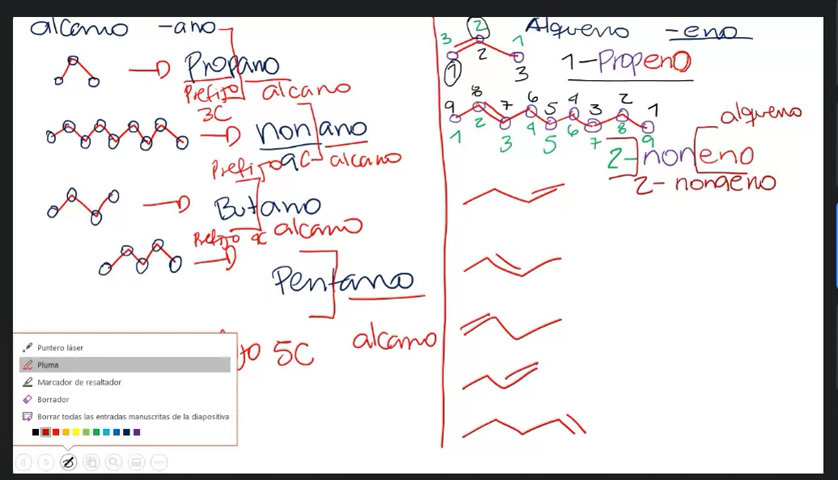 alcano -ano
Propano
Prefijo alcano
3C
nonano
Prefijo 9C alcano
Butano
Prefijo 4C alcano
Pentano
5C alcano
Puntero láser
Pluma
Marcador de resaltador
Borrador
Borrar todas las entradas manuscritas de la diapositiva
Alqueno -eno
3 2 1
1 2 3
1-Propeno
9 8 7 6 5 4 3 2 1
1 2 3 4 5 6 7 8 9
alqueno
2-noneno
2-noneno